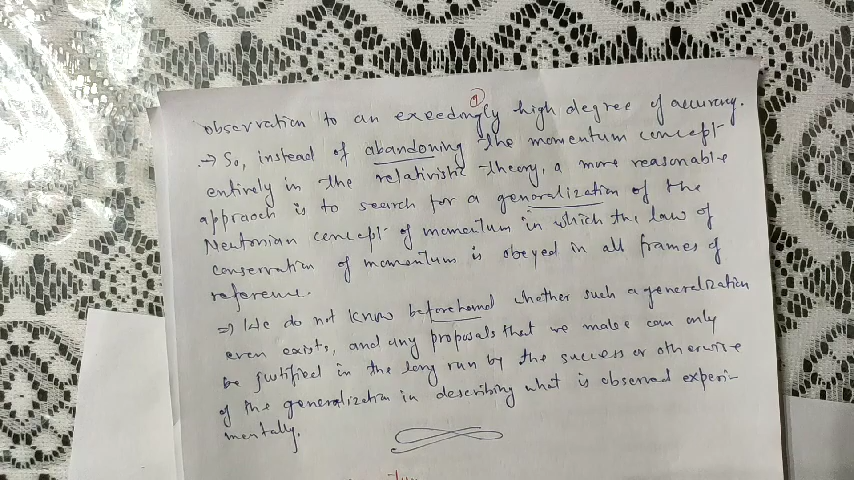 9
observation to an exceedingly high degree of accuracy.
→ So, instead of abandoning the momentum concept
entirely in the relativistic theory, a more reasonable
appraoch is to search for a generalization of the
Newtonian concept of momentum in which the law of
conservation of momentum is obeyed in all frames of
reference.
⇒ We do not know beforehand whether such a generalization
even exists, and any proposals that we make can only
be justified in the long run by the success or otherwise
of the generalization in describing what is observed experi-
mentally.